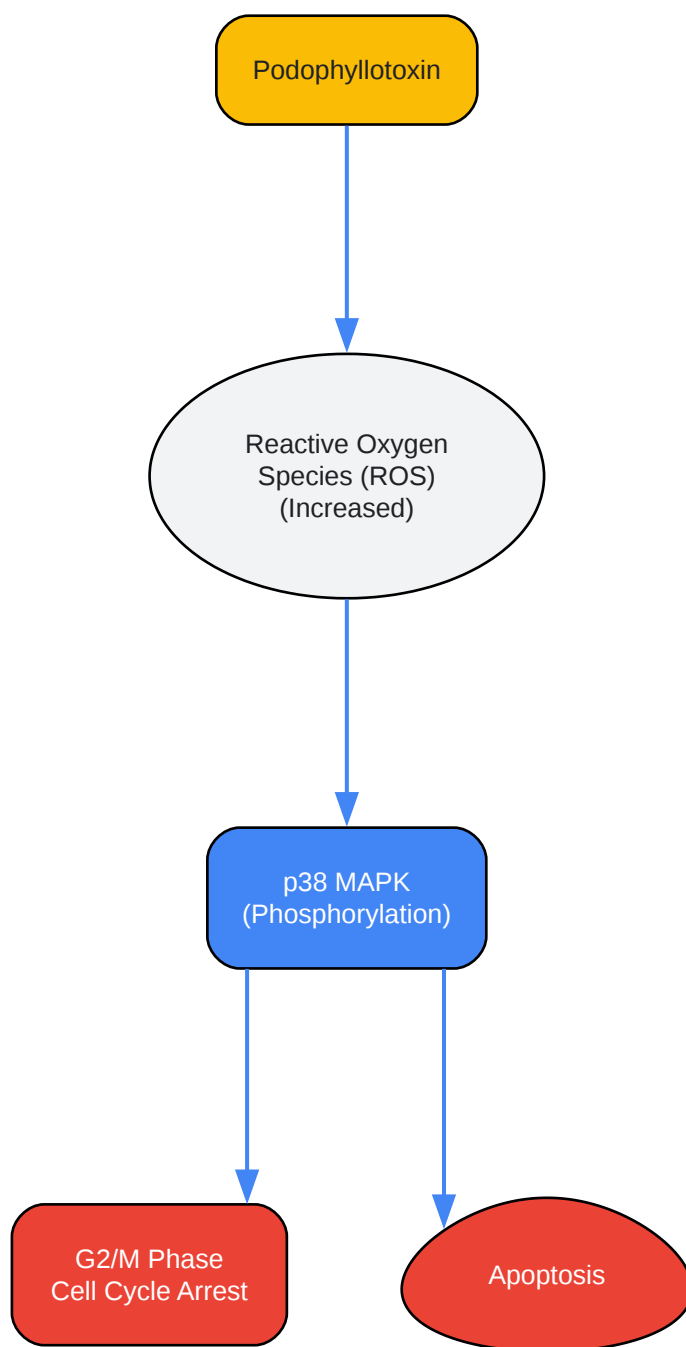 Podophyllotoxin
Reactive Oxygen
Species (ROS)
(Increased)
p38 MAPK
(Phosphorylation)
G2/M Phase
Cell Cycle Arrest
Apoptosis